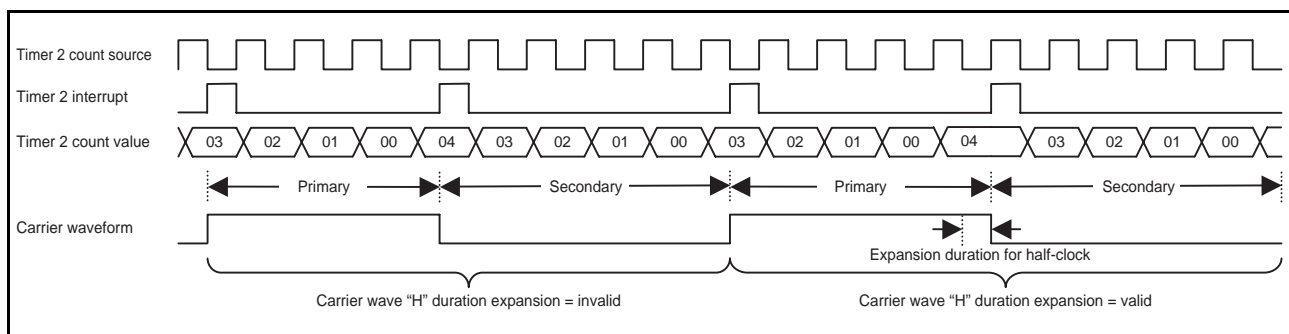 Timer 2 count source
Timer 2 interrupt
Timer 2 count value 03 02 01 00 04 03 02 01 00 03 02 01 00 04 03 02 01 00
Primary Secondary Primary Secondary
Carrier waveform
Expansion duration for half-clock
Carrier wave “H” duration expansion = invalid Carrier wave “H” duration expansion = valid